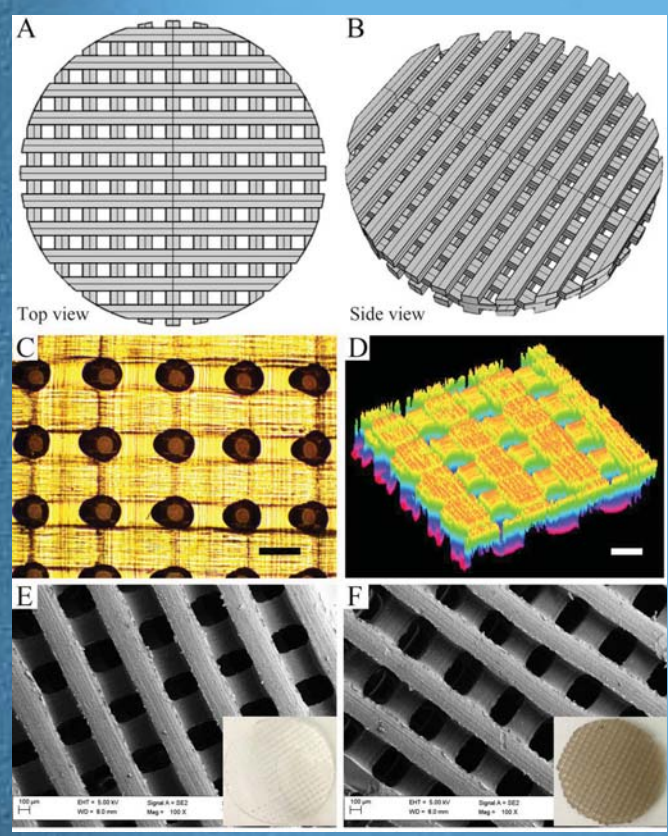 A
B
Top view
Side view
C
D
E
F
100 µm
EHT = 5.00 kV
Signal A = SE2
WD = 8.0 mm
Mag = 100 X
100 µm
EHT = 5.00 kV
Signal A = SE2
WD = 8.0 mm
Mag = 100 X